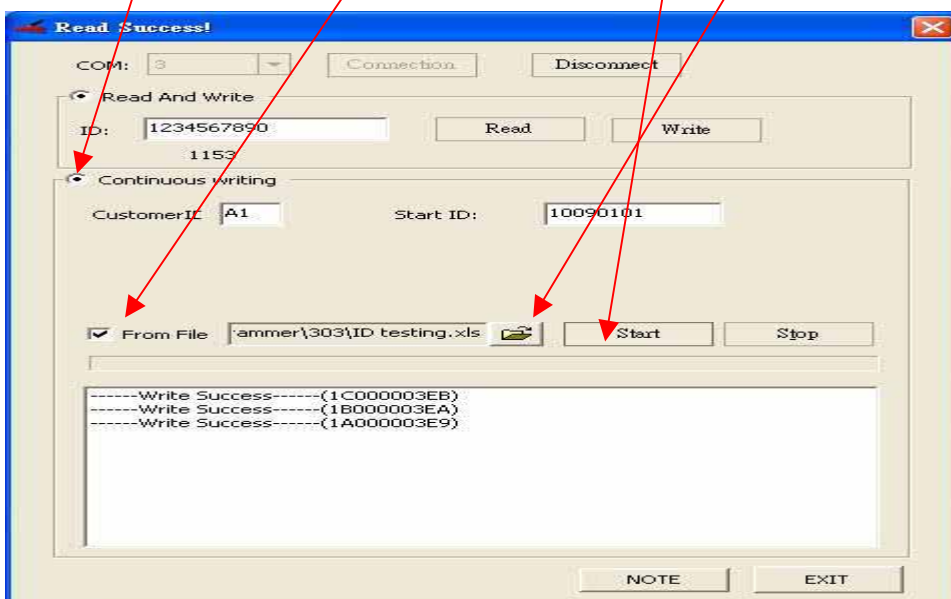 Read Success!
COM: 3 Connection Disconnect
Read And Write
ID: 1234567890 Read Write
1153
Continuous writing
CustomerID A1 Start ID: 10090101
From File 'ammer\303\ID testing.xls Start Stop
------Write Success------(1C000003EB)
------Write Success------(1B000003EA)
------Write Success------(1A000003E9)
NOTE EXIT